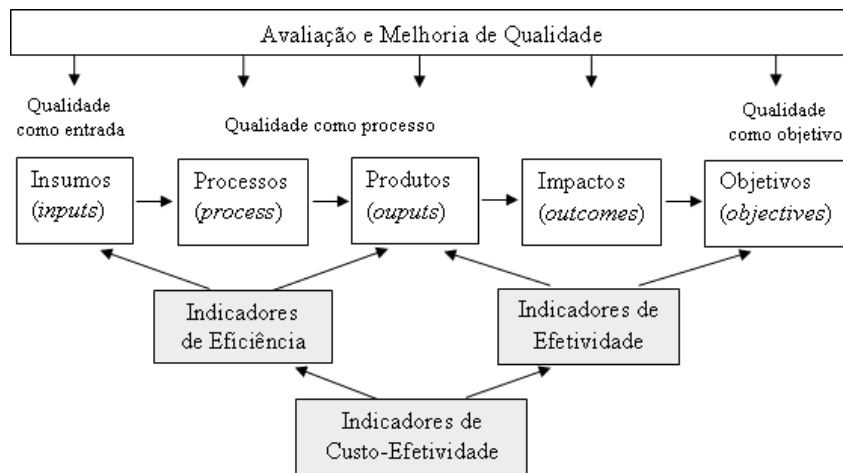 Avaliação e Melhoria de Qualidade
Qualidade
como entrada
Qualidade como processo
Qualidade
como objetivo
Insumos
(inputs)
Processos
(process)
Produtos
(ouputs)
Impactos
(outcomes)
Objetivos
(objectives)
Indicadores
de Eficiência
Indicadores de
Efetividade
Indicadores de
Custo-Efetividade